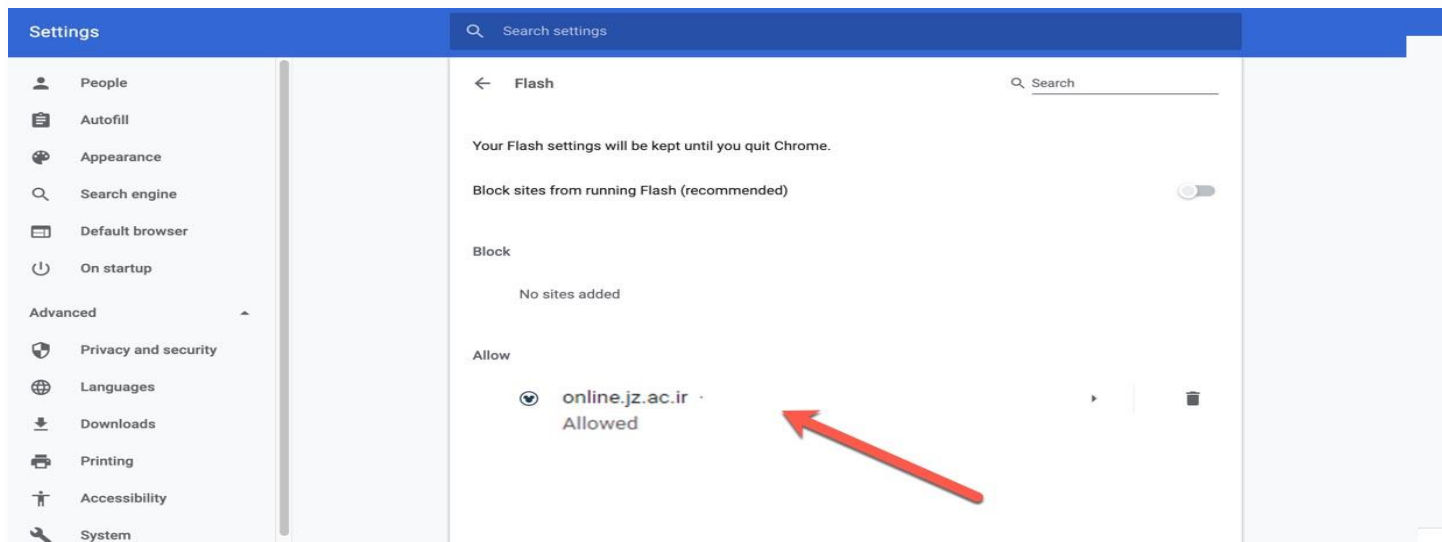 Settings
Search settings
People
Autofill
Appearance
Search engine
Default browser
On startup
Advanced
Privacy and security
Languages
Downloads
Printing
Accessibility
System
Flash
Search
Your Flash settings will be kept until you quit Chrome.
Block sites from running Flash (recommended)
Block
No sites added
Allow
online.jz.ac.ir
Allowed